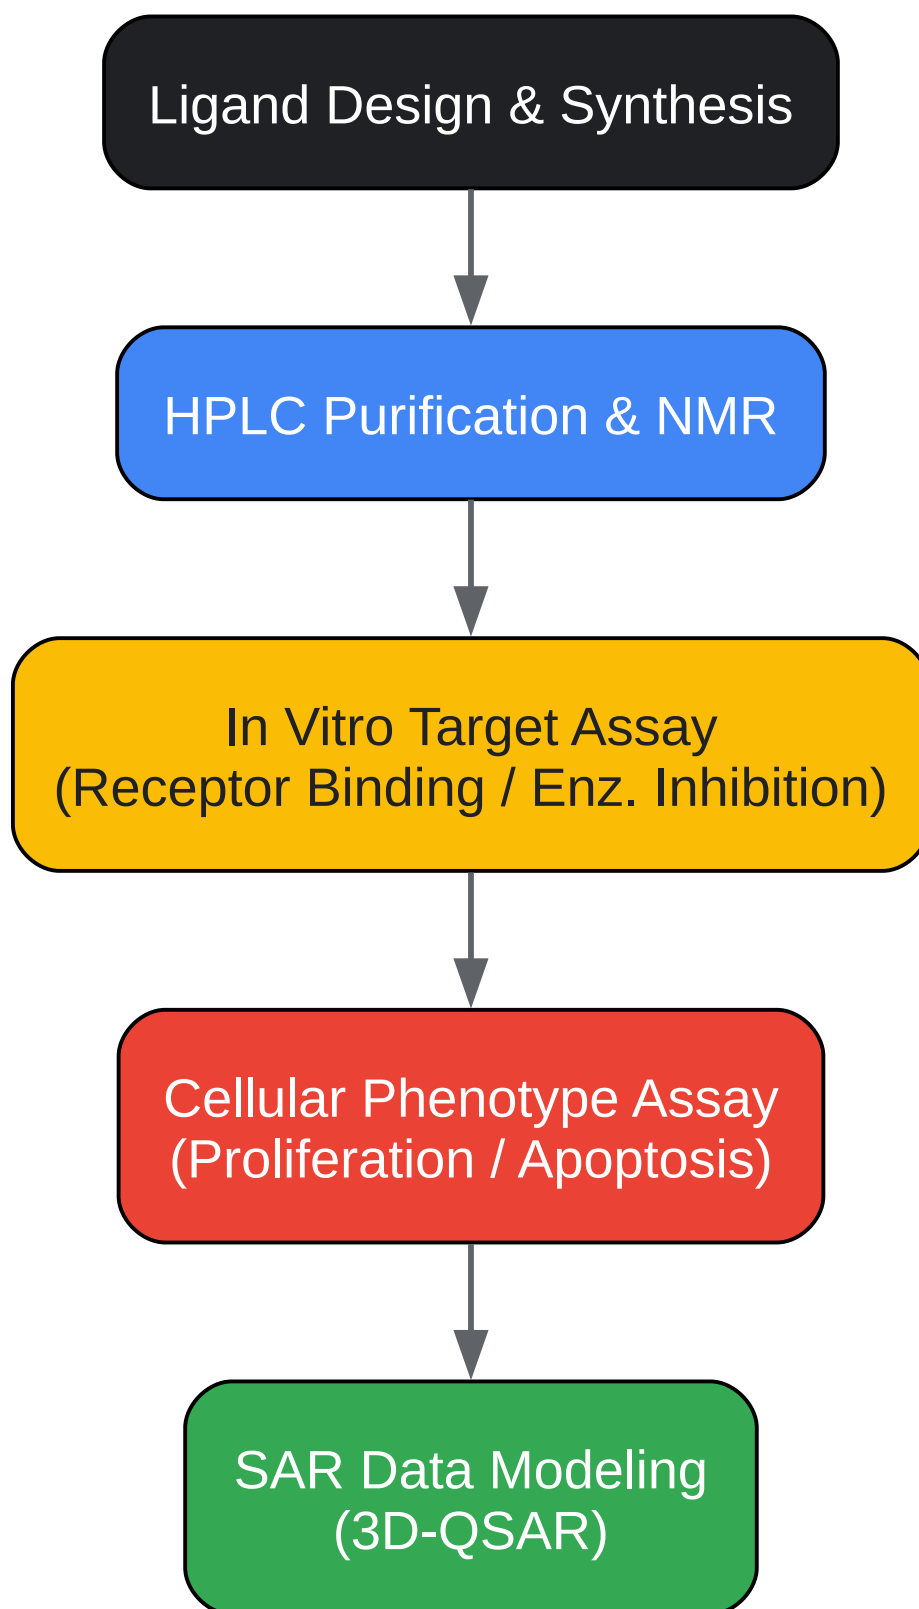 Ligand Design & Synthesis
HPLC Purification & NMR
In Vitro Target Assay
(Receptor Binding / Enz. Inhibition)
Cellular Phenotype Assay
(Proliferation / Apoptosis)
SAR Data Modeling
(3D-QSAR)